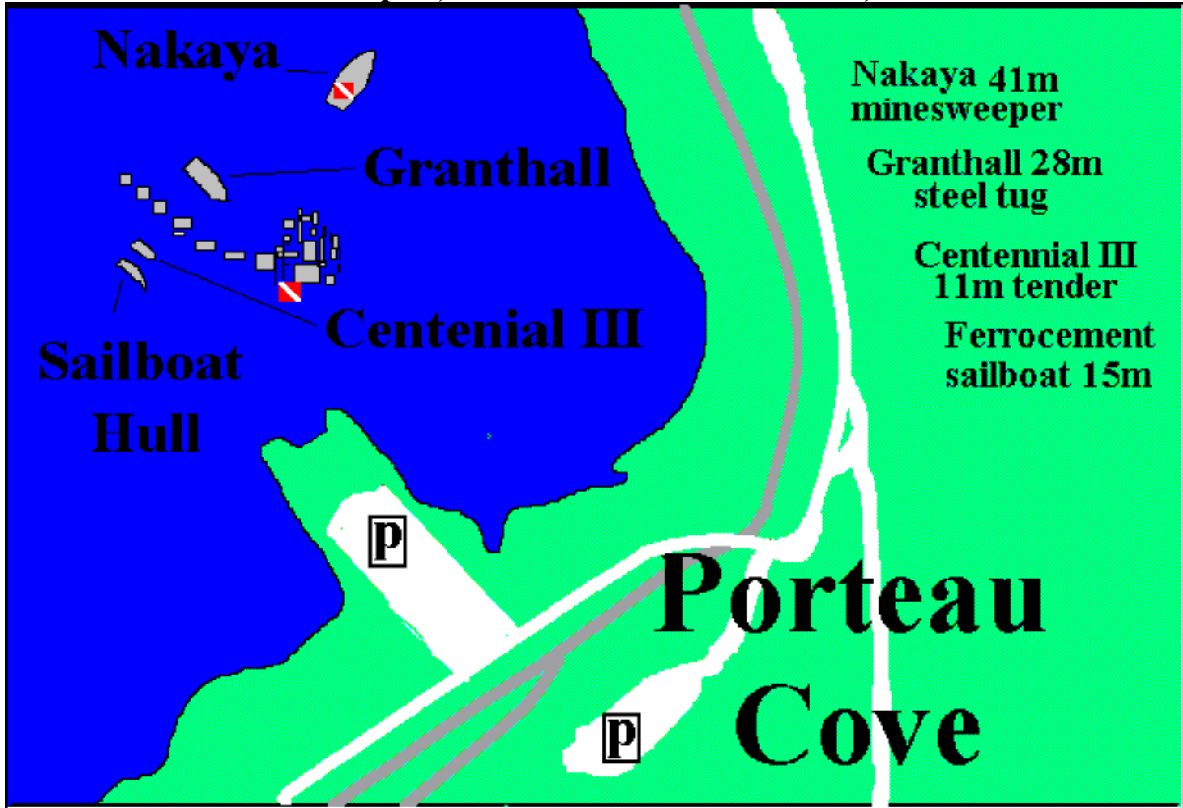 Nakaya
Granthall
Centenial III
Sailboat
Hull
Nakaya 41m
minesweeper
Granthall 28m
steel tug
Centennial III
11m tender
Ferrocement
sailboat 15m
p
Porteau
Cove
p